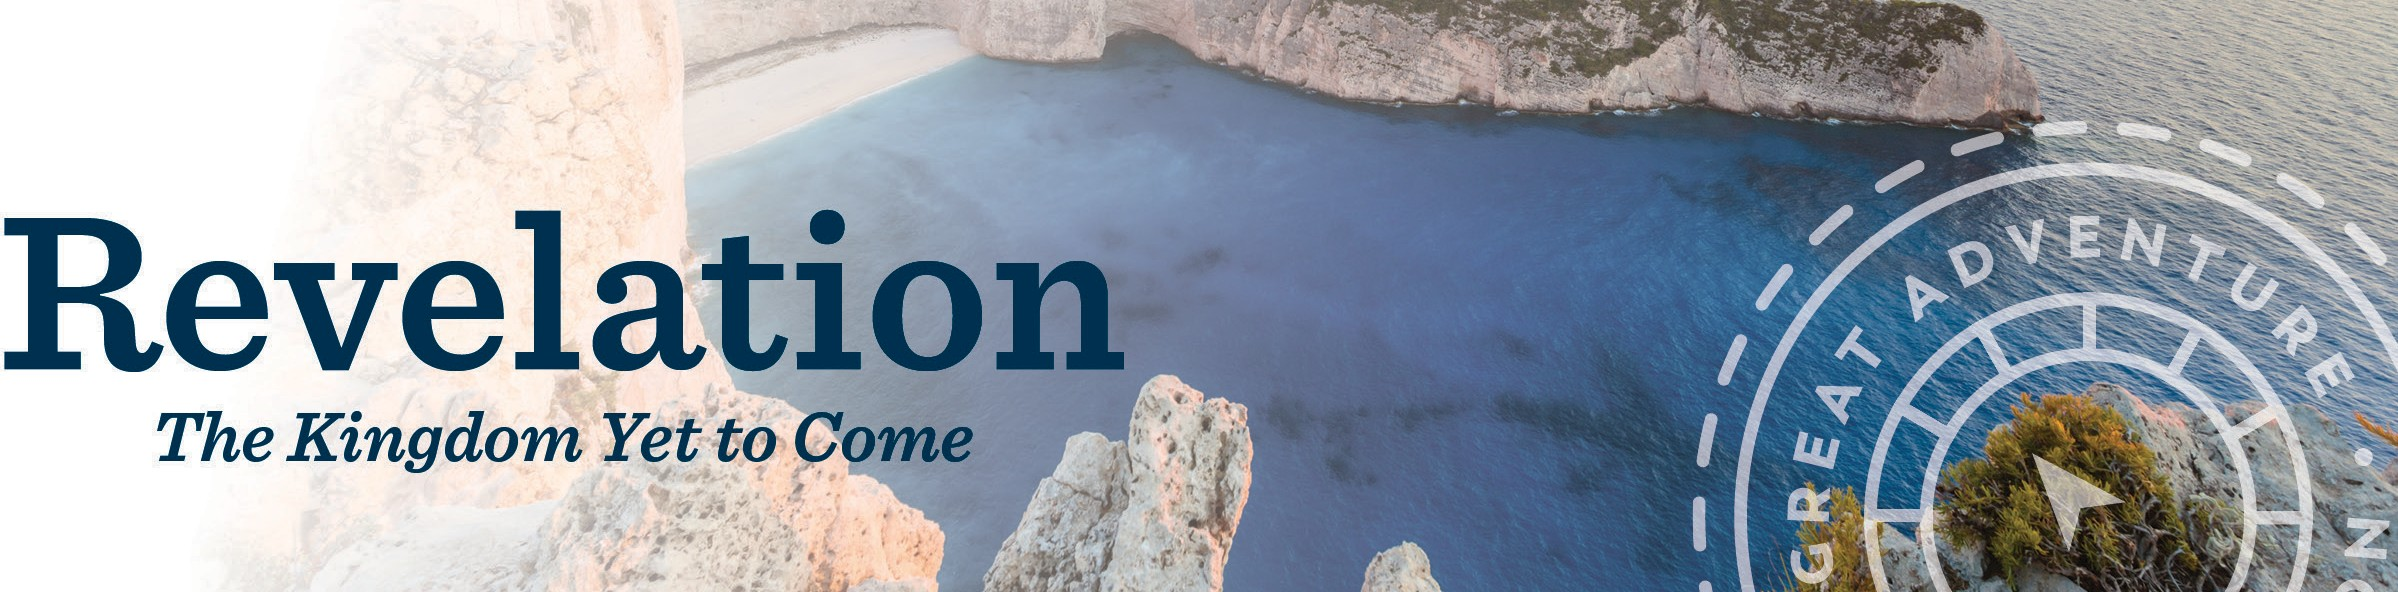 Revelation
The Kingdom Yet to Come
GREAT ADVENTURE